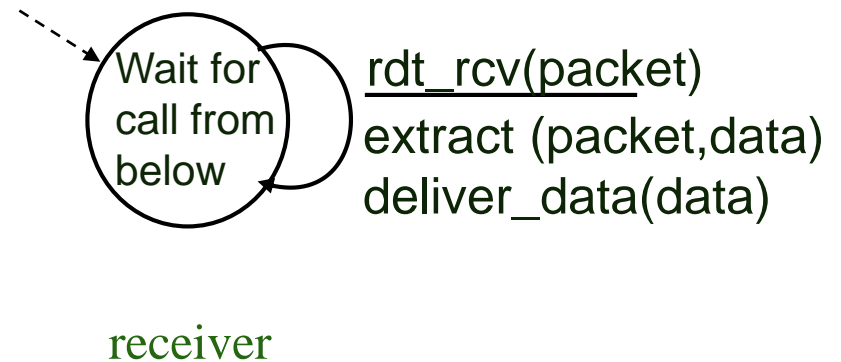 Wait for
call from
below
rdt_rcv(packet)
extract (packet,data)
deliver_data(data)
receiver